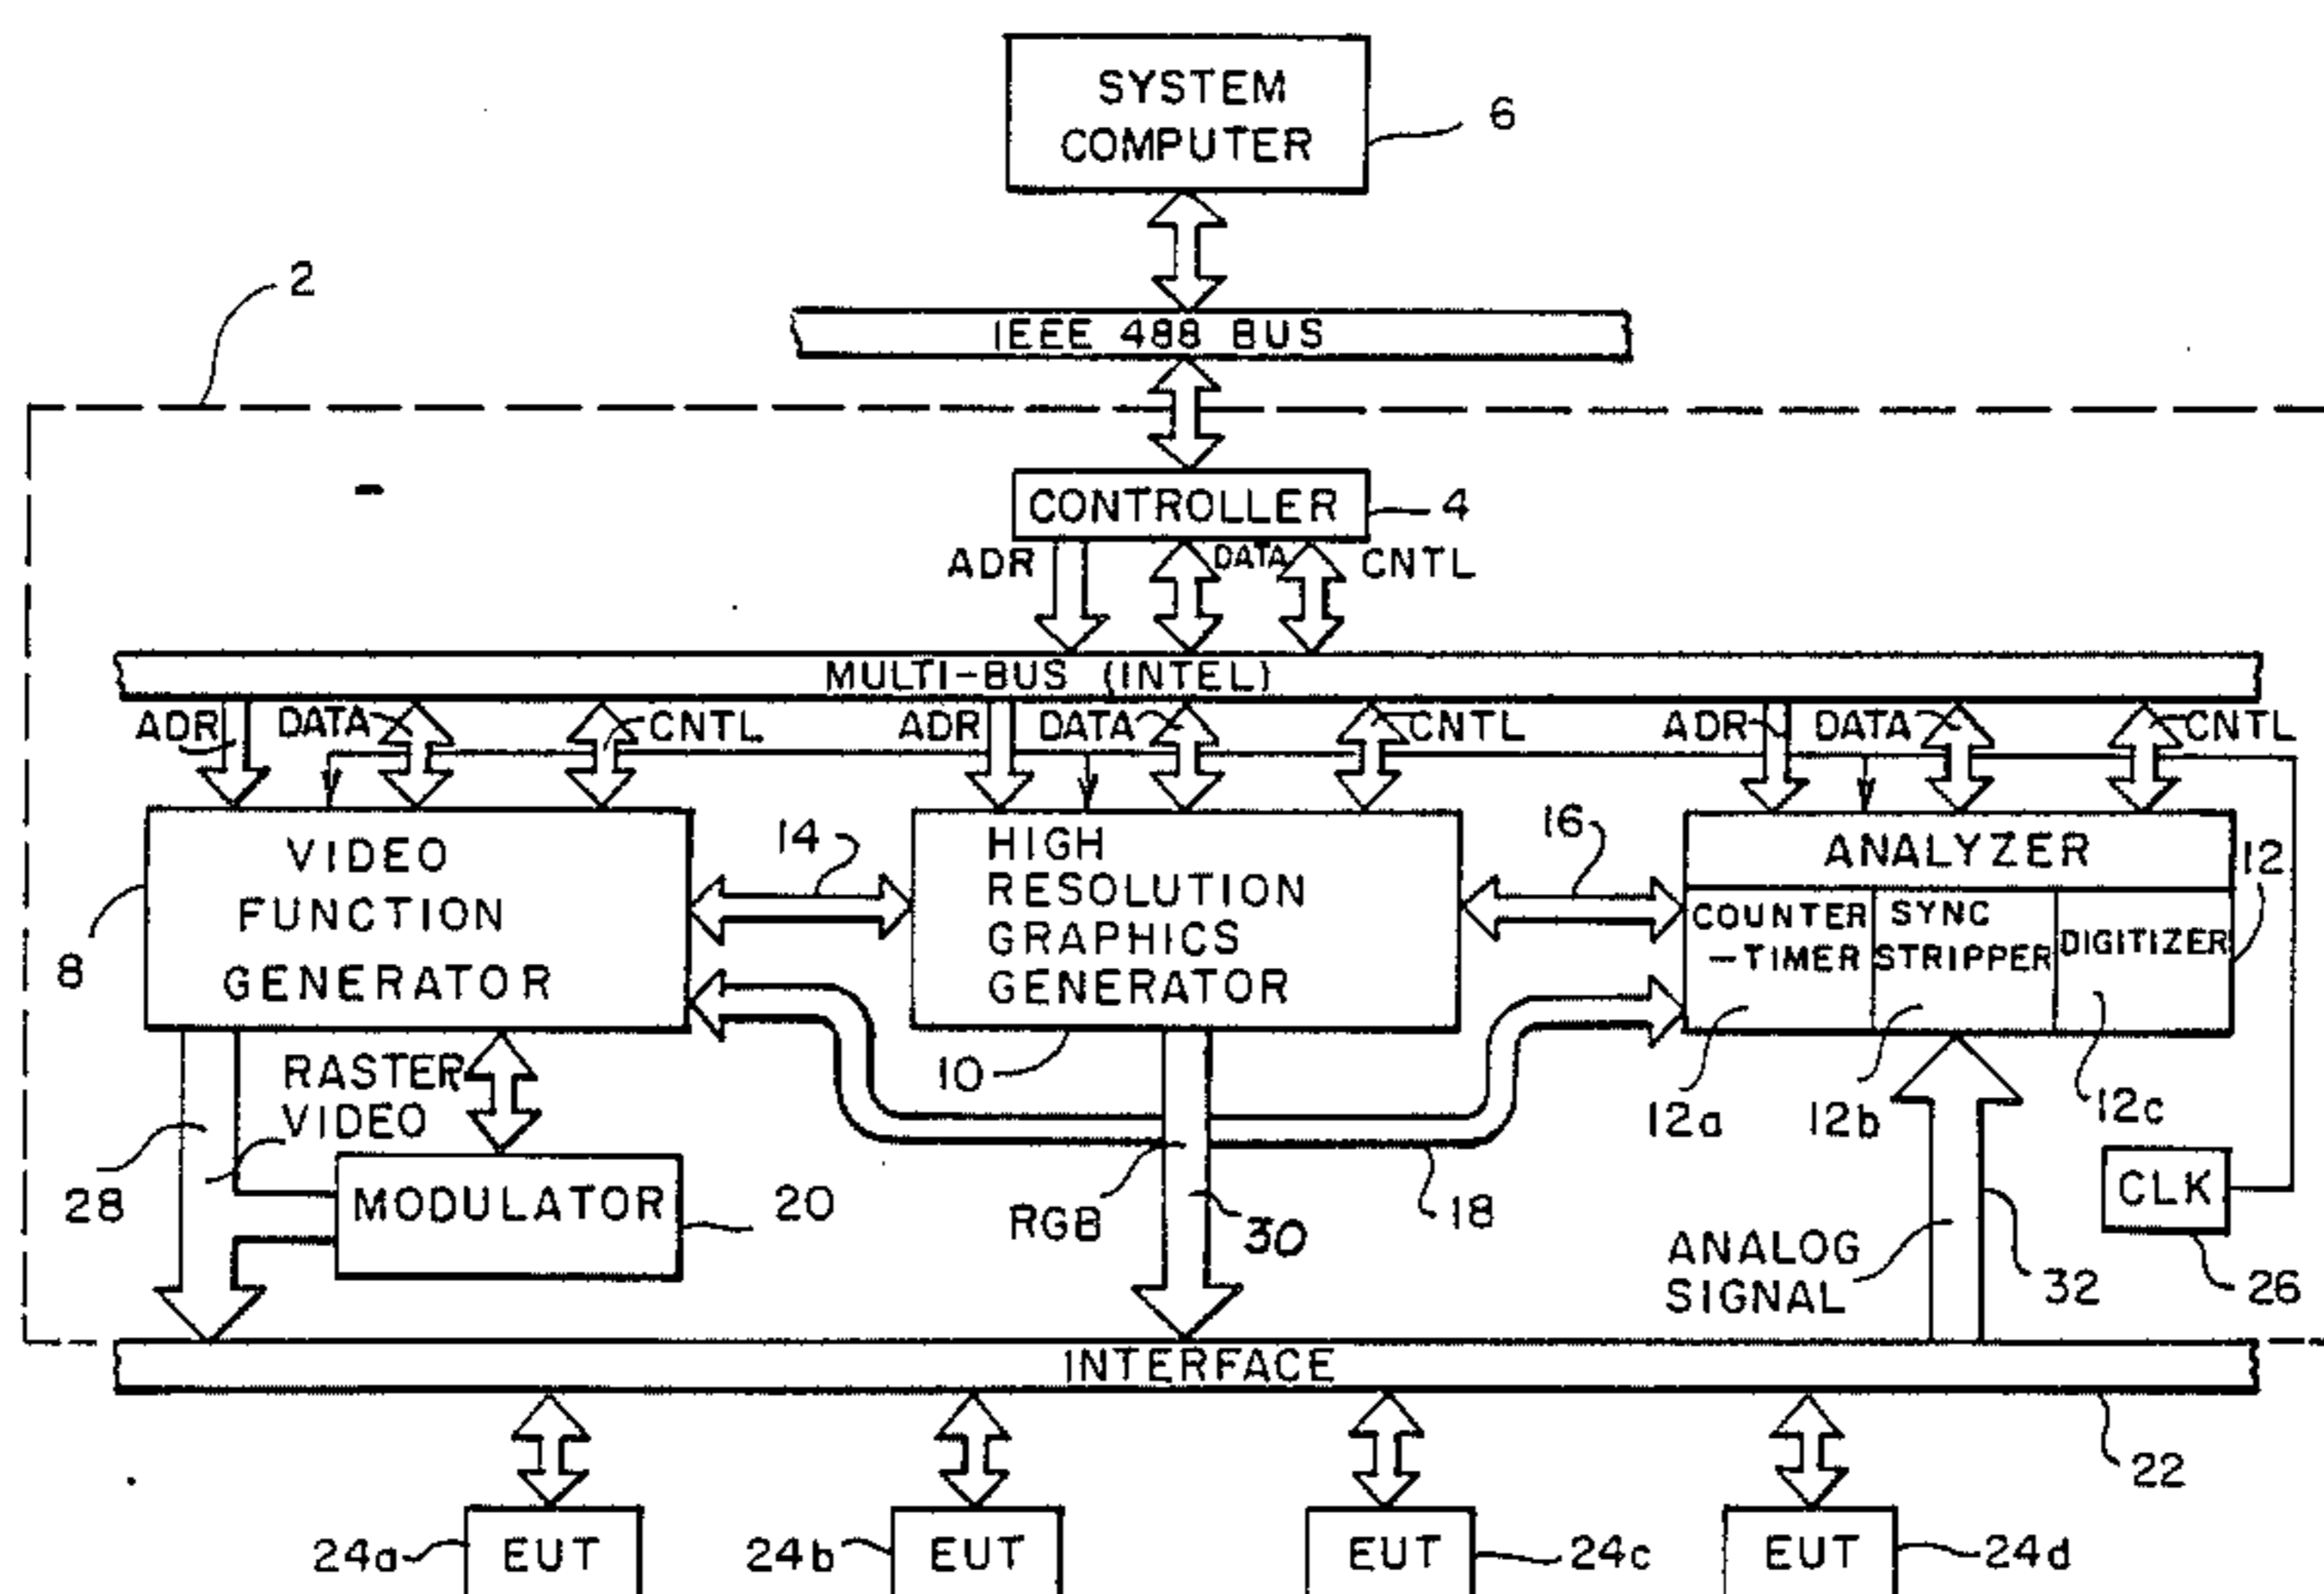 SYSTEM
COMPUTER
6
2
IEEE 488 BUS
CONTROLLER
4
ADR
DATA
CNTL
MULTI-BUS (INTEL)
ADR
DATA
CNTL
ADR
DATA
CNTL
ADR
DATA
CNTL
VIDEO
FUNCTION
GENERATOR
8
14
HIGH
RESOLUTION
GRAPHICS
GENERATOR
10
16
ANALYZER
12
COUNTER
-TIMER
SYNC
STRIPPER
DIGITIZER
12a
12b
12c
RASTER
VIDEO
28
MODULATOR
20
RGB
30
18
ANALOG
SIGNAL
32
CLK
26
INTERFACE
22
24a
EUT
24b
EUT
EUT
24c
EUT
24d